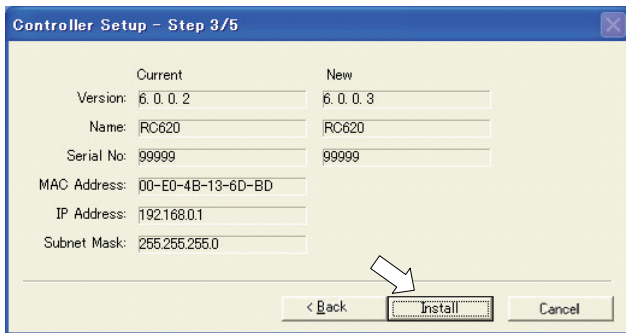 Controller Setup - Step 3/5
Current New
Version: 6. 0. 0. 2 6. 0. 0. 3
Name: RC620 RC620
Serial No: 99999 99999
MAC Address: 00-E0-4B-13-6D-BD
IP Address: 192.168.0.1
Subnet Mask: 255.255.255.0
< Back Install Cancel